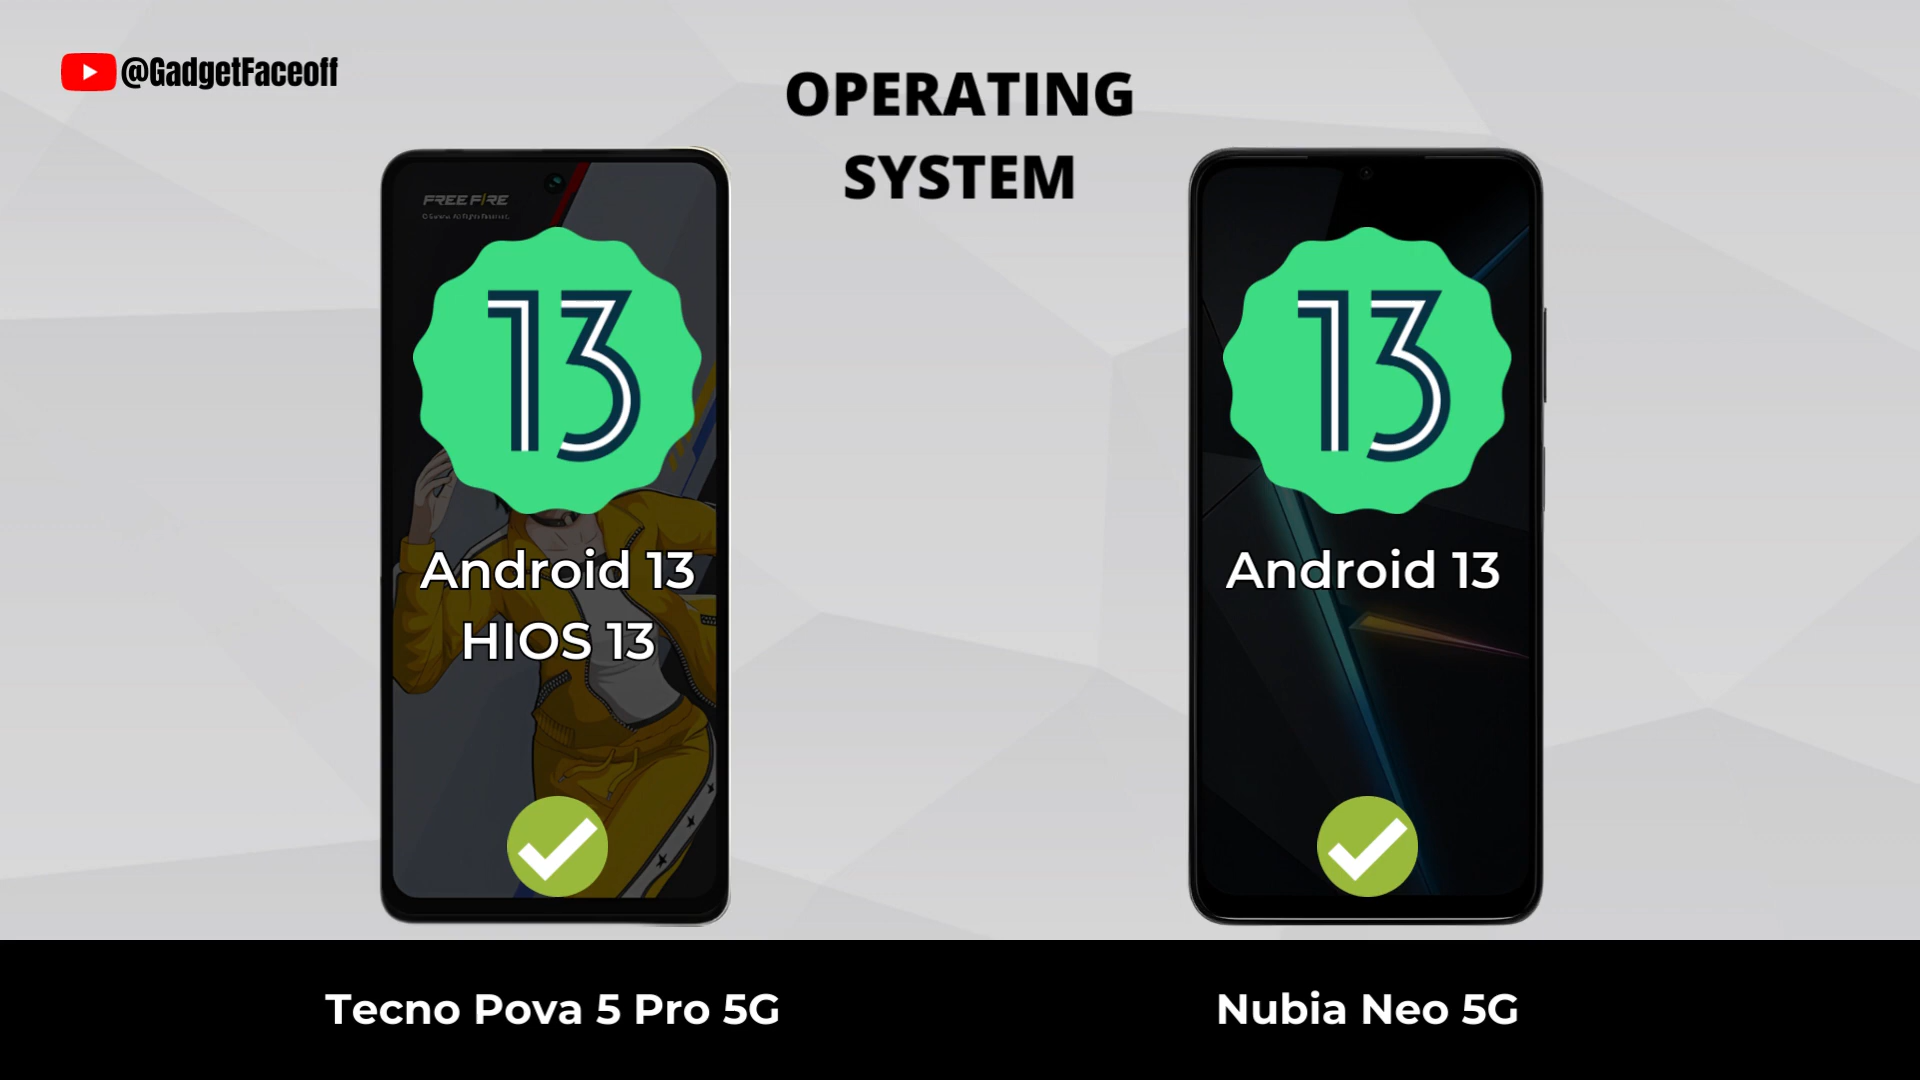 @GadgetFaceoff
OPERATING
SYSTEM
FREE FIRE
13
13
Android 13
HIOS 13
Android 13
Tecno Pova 5 Pro 5G
Nubia Neo 5G